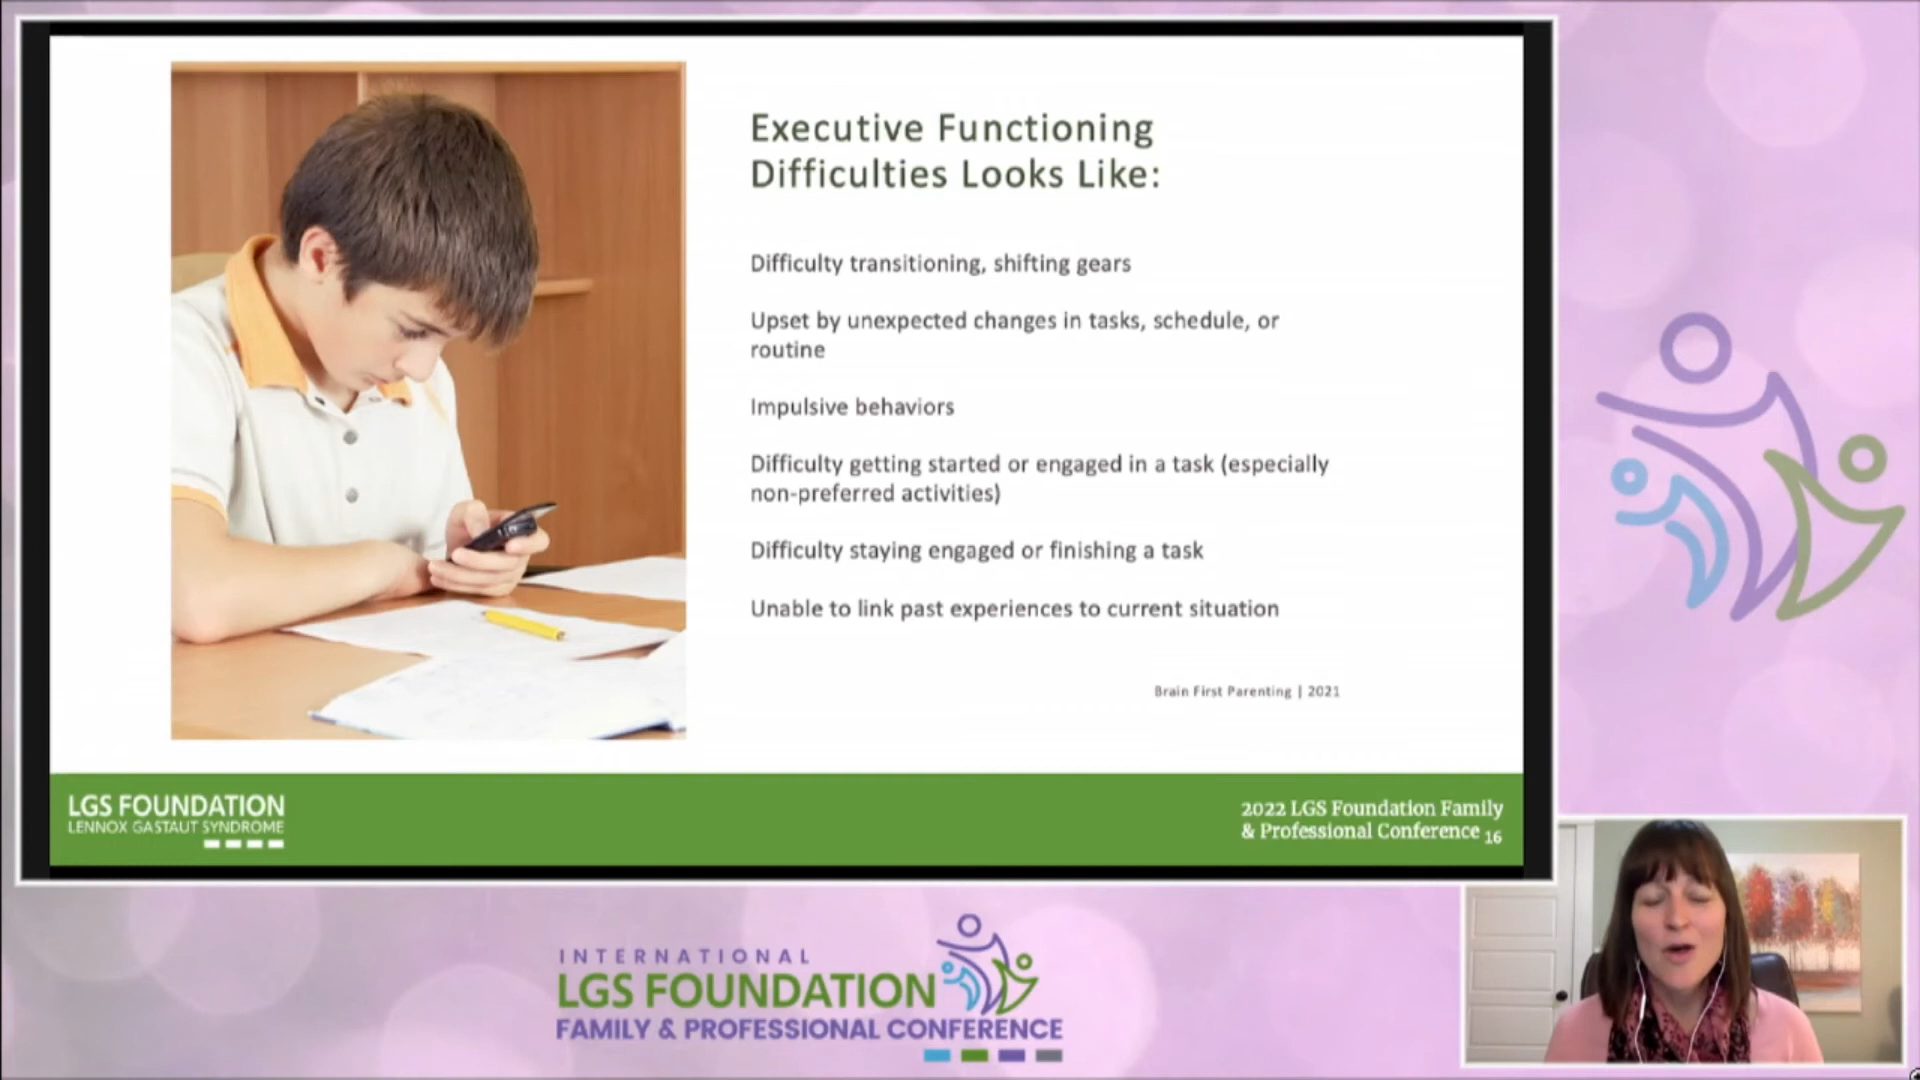 Executive Functioning
Difficulties Looks Like:
Difficulty transitioning, shifting gears
Upset by unexpected changes in tasks, schedule, or
routine
Impulsive behaviors
Difficulty getting started or engaged in a task (especially
non-preferred activities)
Difficulty staying engaged or finishing a task
Unable to link past experiences to current situation
Brain First Parenting | 2021
LGS FOUNDATION
LENNOX GASTAUT SYNDROME
2022 LGS Foundation Family
& Professional Conference 16
INTERNATIONAL
LGS FOUNDATION
FAMILY & PROFESSIONAL CONFERENCE